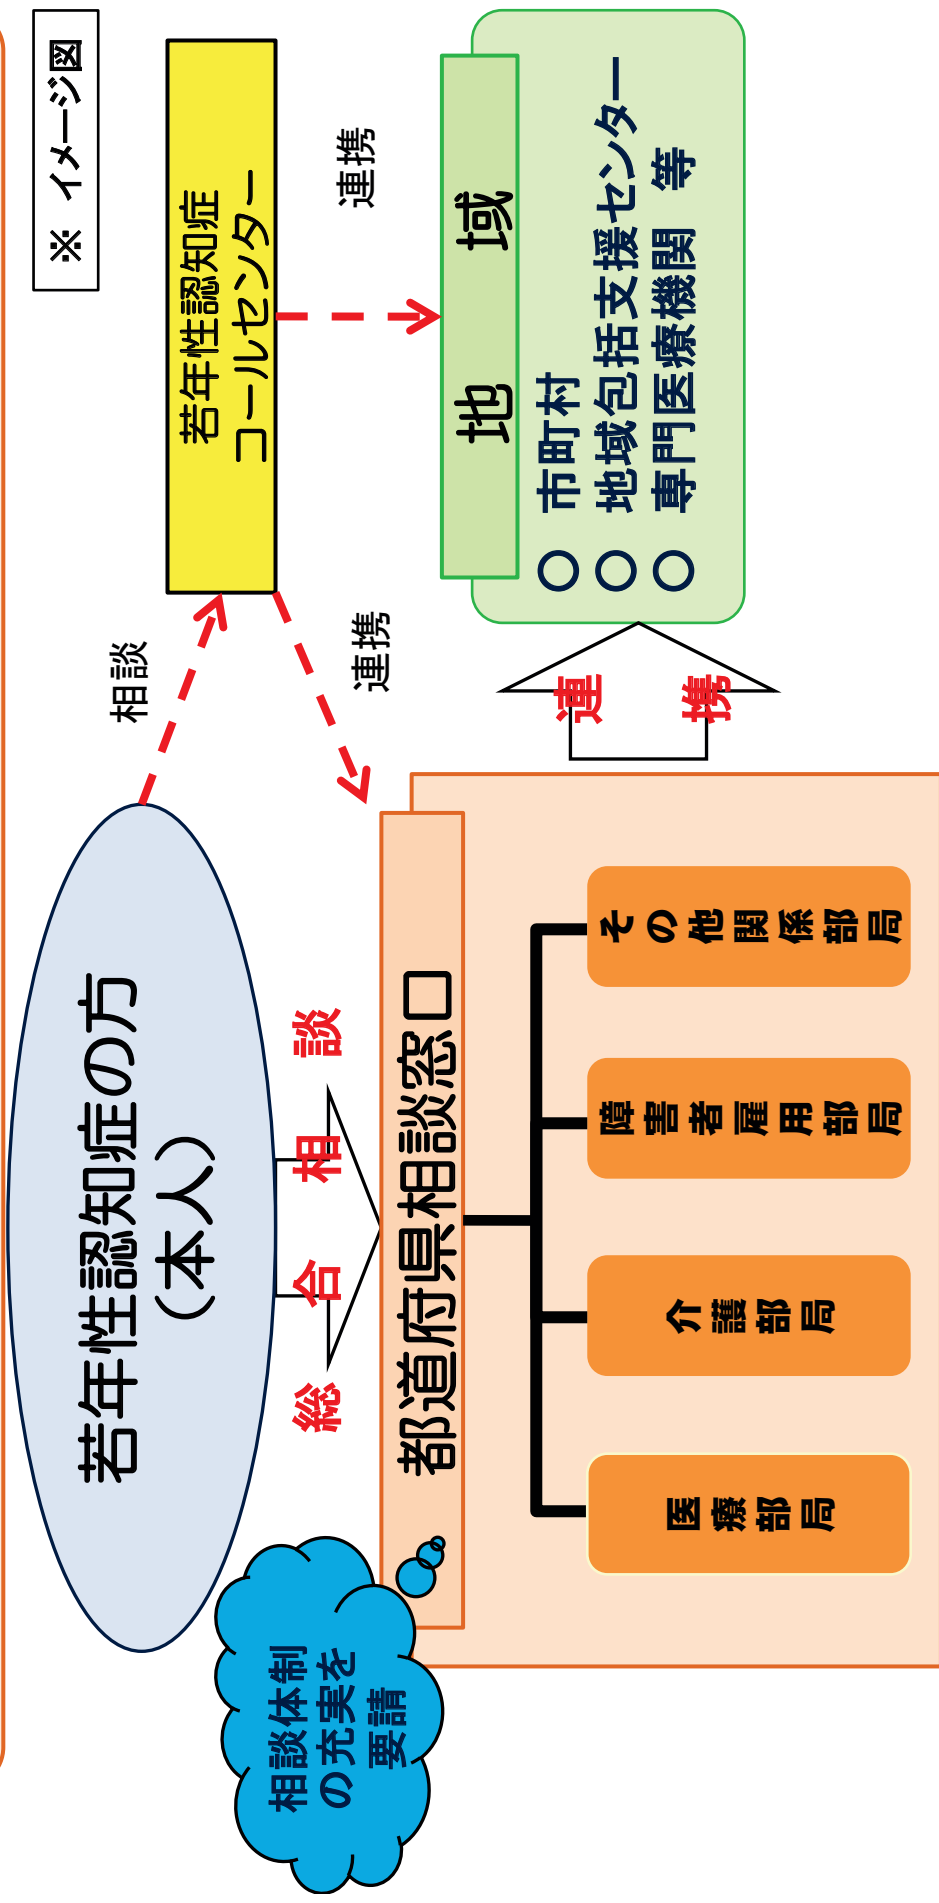 ※ イメージ図
若年性認知症の方
（本人）
相談
若年性認知症
コールセンター
連携
連携
総合相談
相談体制
の充実を
要請
都道府県相談窓口
医療部局
介護部局
障害者雇用部局
その他関係部局
連携
地域
○ 市町村
○ 地域包括支援センター
○ 専門医療機関 等